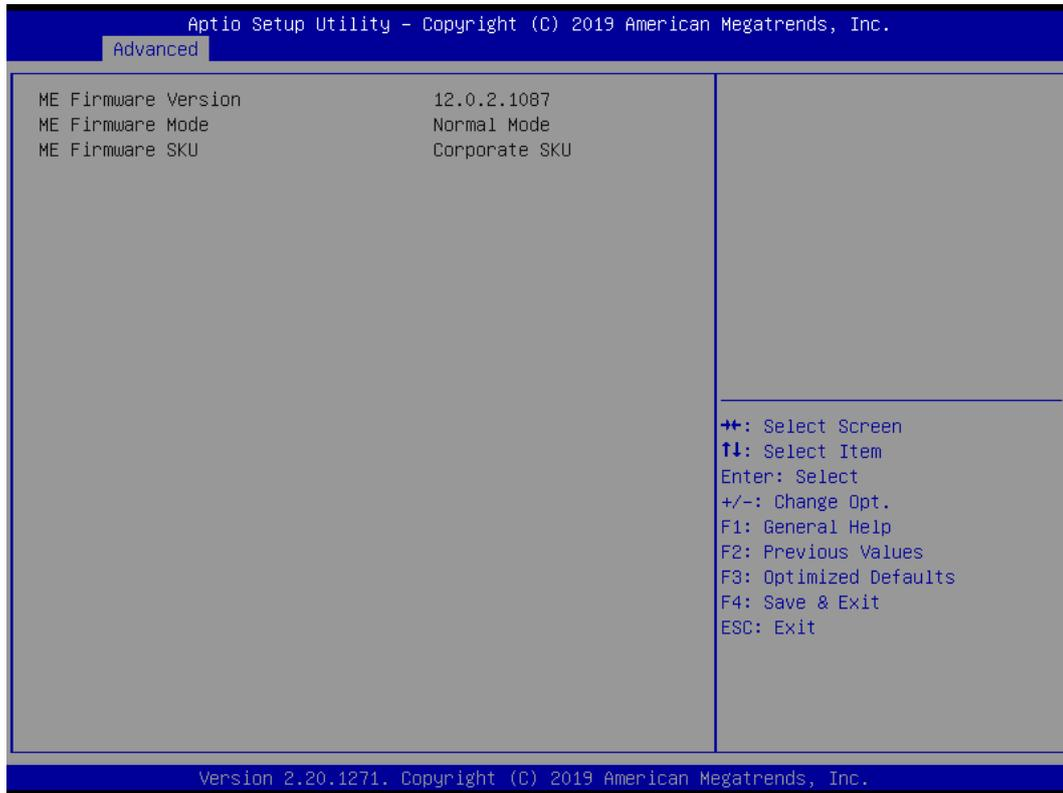 Aptio Setup Utility – Copyright (C) 2019 American Megatrends, Inc.
Advanced
ME Firmware Version 12.0.2.1087
ME Firmware Mode Normal Mode
ME Firmware SKU Corporate SKU
→←: Select Screen
↑↓: Select Item
Enter: Select
+/-: Change Opt.
F1: General Help
F2: Previous Values
F3: Optimized Defaults
F4: Save & Exit
ESC: Exit
Version 2.20.1271. Copyright (C) 2019 American Megatrends, Inc.